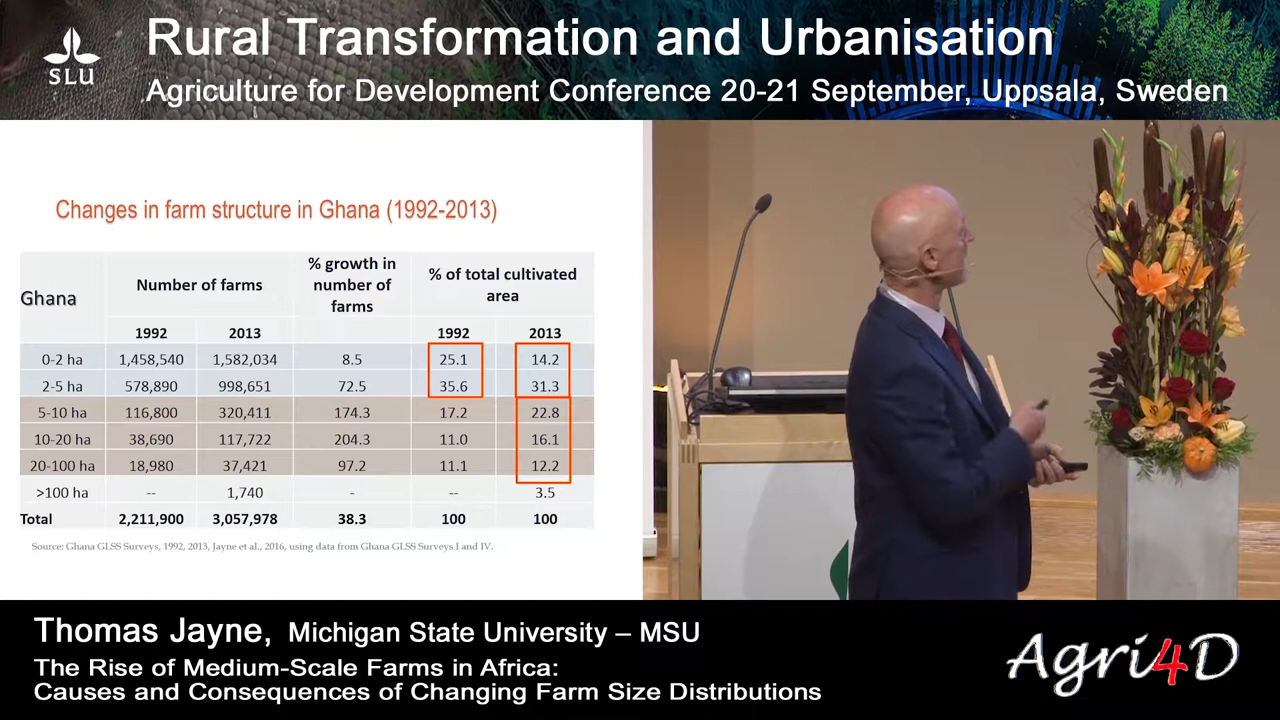 SLU
Rural Transformation and Urbanisation
Agriculture for Development Conference 20-21 September, Uppsala, Sweden
Changes in farm structure in Ghana (1992-2013)
Ghana
Number of farms
% growth in number of farms
% of total cultivated area
1992 2013 1992 2013
0-2 ha 1,458,540 1,582,034 8.5 25.1 14.2
2-5 ha 578,890 998,651 72.5 35.6 31.3
5-10 ha 116,800 320,411 174.3 17.2 22.8
10-20 ha 38,690 117,722 204.3 11.0 16.1
20-100 ha 18,980 37,421 97.2 11.1 12.2
>100 ha -- 1,740 - -- 3.5
Total 2,211,900 3,057,978 38.3 100 100
Source: Ghana GLSS Surveys, 1992, 2013, Jayne et al., 2016, using data from Ghana GLSS Surveys I and IV.
Thomas Jayne, Michigan State University – MSU
The Rise of Medium-Scale Farms in Africa:
Causes and Consequences of Changing Farm Size Distributions
Agri4D